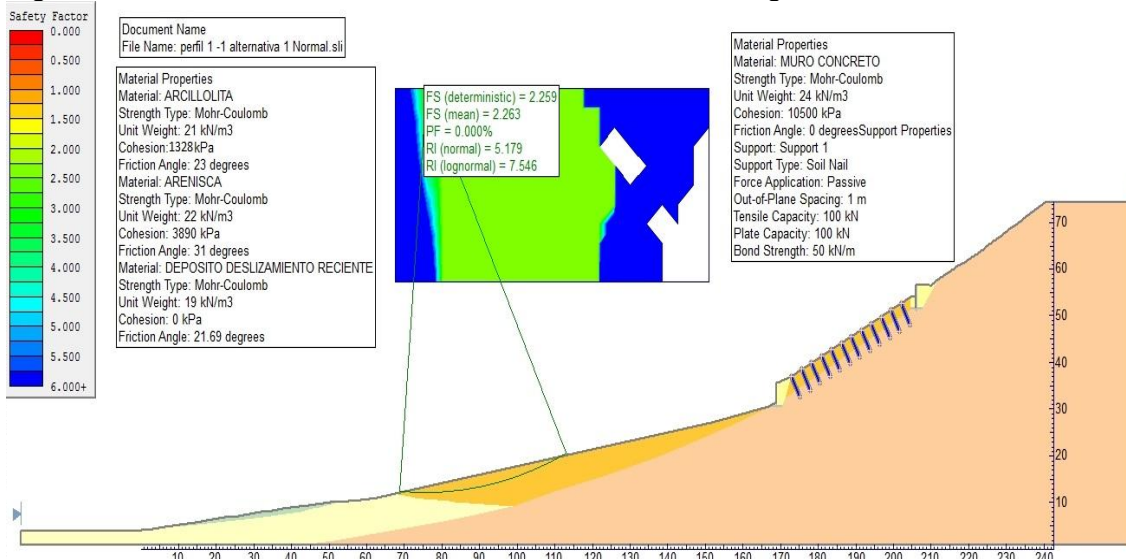 Safety Factor
0.000
0.500
1.000
1.500
2.000
2.500
3.000
3.500
4.000
4.500
5.000
5.500
6.000+
Document Name
File Name: perfil 1 -1 alternativa 1 Normal.sli
Material Properties
Material: ARCILLOLITA
Strength Type: Mohr-Coulomb
Unit Weight: 21 kN/m3
Cohesion:1328kPa
Friction Angle: 23 degrees
Material: ARENISCA
Strength Type: Mohr-Coulomb
Unit Weight: 22 kN/m3
Cohesion: 3890 kPa
Friction Angle: 31 degrees
Material: DEPOSITO DESLIZAMIENTO RECIENTE
Strength Type: Mohr-Coulomb
Unit Weight: 19 kN/m3
Cohesion: 0 kPa
Friction Angle: 21.69 degrees
FS (deterministic) = 2.259
FS (mean) = 2.263
PF = 0.000%
RI (normal) = 5.179
RI (lognormal) = 7.546
Material Properties
Material: MURO CONCRETO
Strength Type: Mohr-Coulomb
Unit Weight: 24 kN/m3
Cohesion: 10500 kPa
Friction Angle: 0 degreesSupport Properties
Support: Support 1
Support Type: Soil Nail
Force Application: Passive
Out-of-Plane Spacing: 1 m
Tensile Capacity: 100 kN
Plate Capacity: 100 kN
Bond Strength: 50 kN/m
70
60
50
40
30
20
10
10 20 30 40 50 60 70 80 90 100 110 120 130 140 150 160 170 180 190 200 210 220 230 240